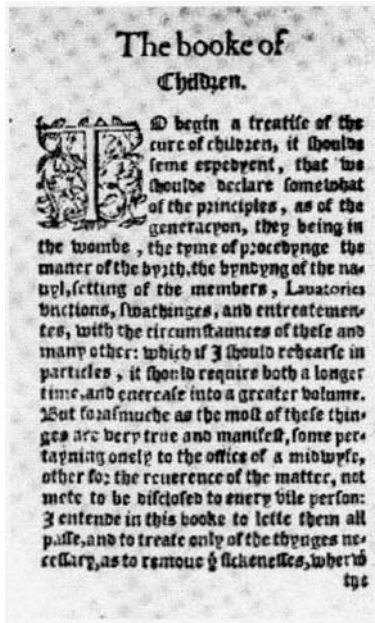 The booke of
Children.
TO begin a treatise of the
cure of children, it shoulde
seme expedyent, that we
shoulde declare somewhat
of the principles, as of the
generacyon, they being in
the wombe, the tyme of procedynge the
maner of the byrth, the byndyng of the na-
uyl, setting of the members, Lauatories
vnctions, swathinges, and entreatemen-
tes, with the circumstaunces of these and
many other: which if J should rehearse in
particles, it should require both a longer
time, and encrease into a greater volume.
But forasmuche as the most of these thin-
ges are very true and manifest, some per-
tayning onely to the office of a midwyfe,
other for the reuerence of the matter, not
mete to be disclosed to euery vile person:
J entende in this booke to lette them all
passe, and to treate only of the thynges ne-
cessary, as to remoue ẏ sickenesses, wherwͭ
the